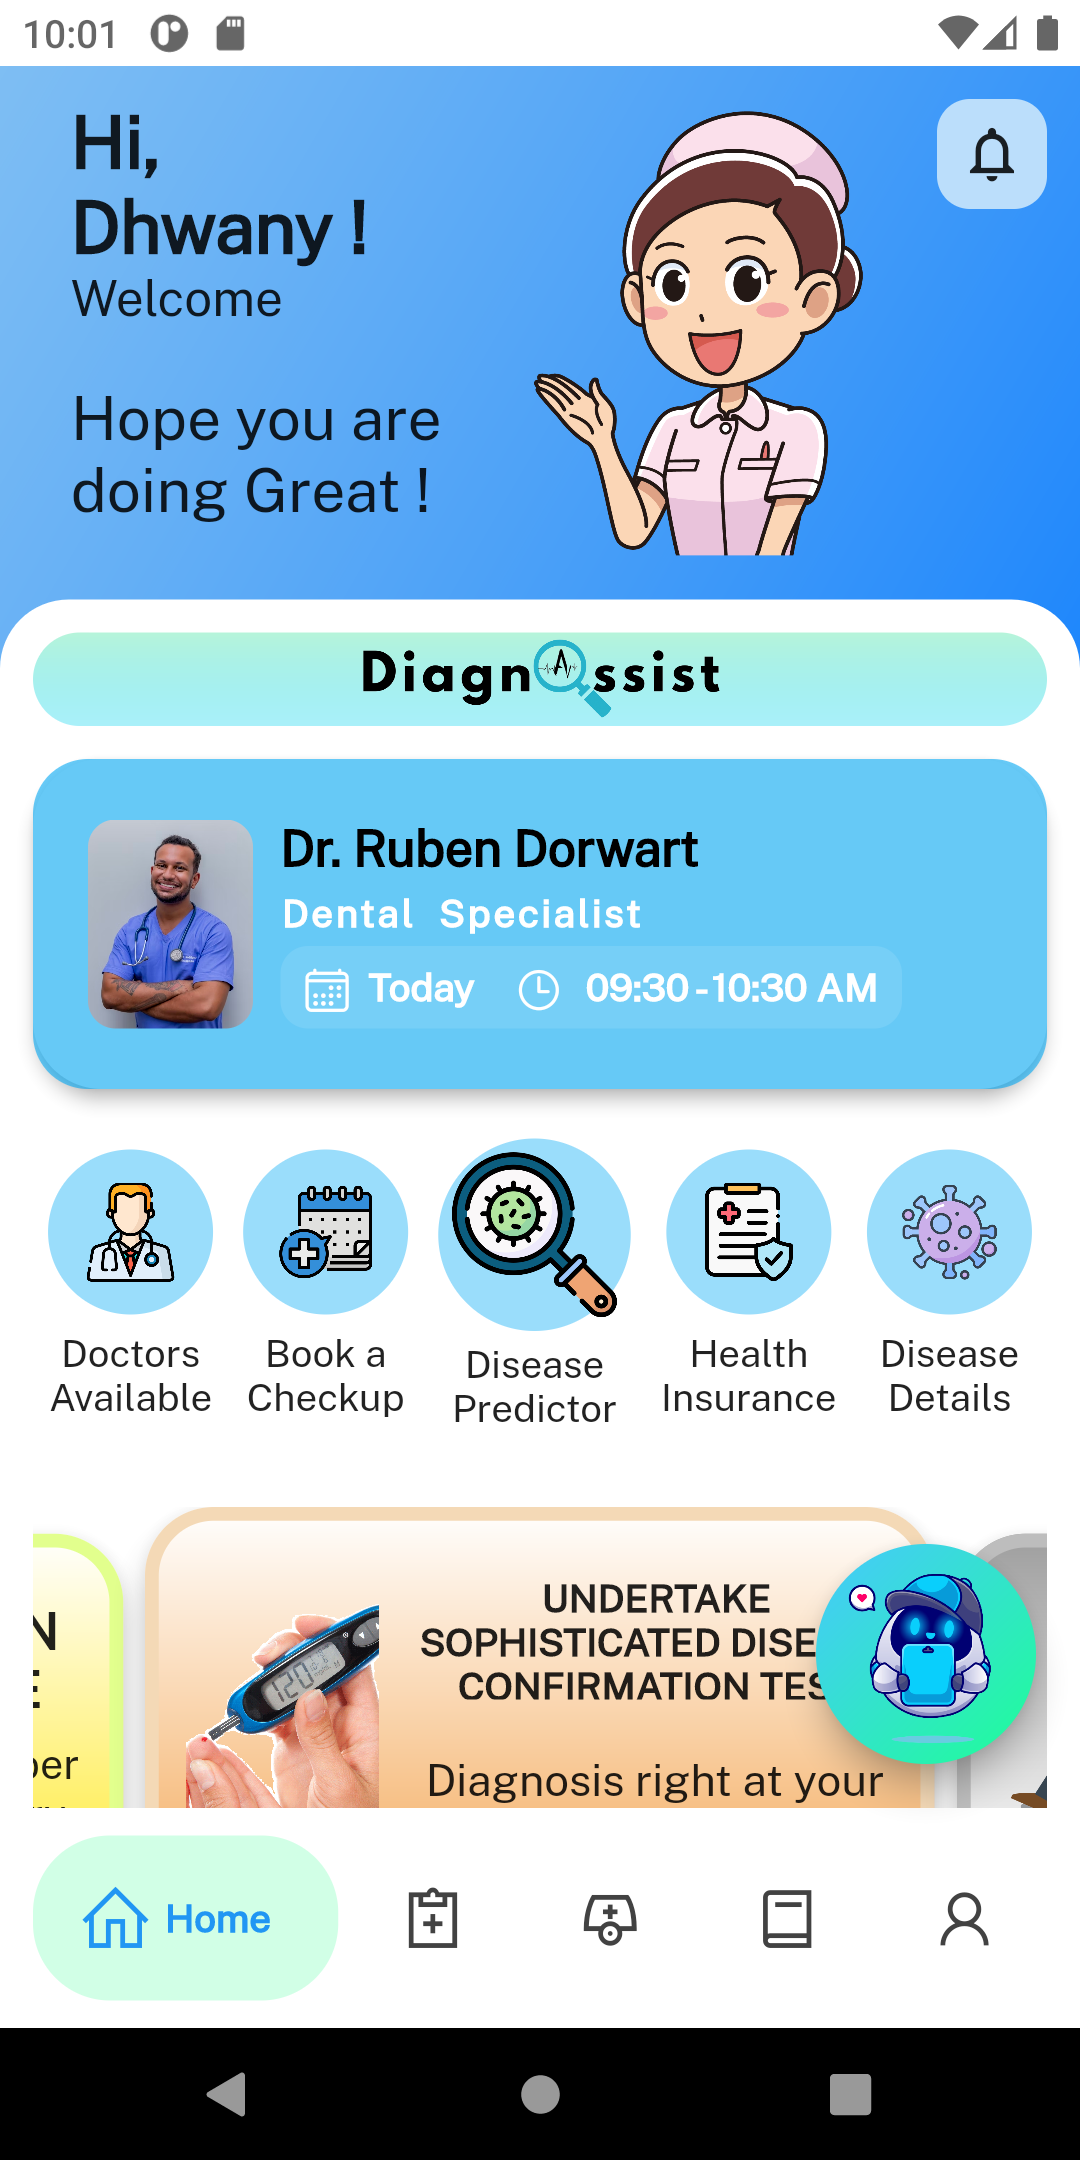 10:01
Hi,
Dhwany !
Welcome
Hope you are
doing Great !
DiagnAssist
Dr. Ruben Dorwart
Dental Specialist
Today 09:30 - 10:30 AM
Doctors
Available
Book a
Checkup
Disease
Predictor
Health
Insurance
Disease
Details
N
E
per
UNDERTAKE
SOPHISTICATED DISE
CONFIRMATION TES
120
Diagnosis right at your
Home